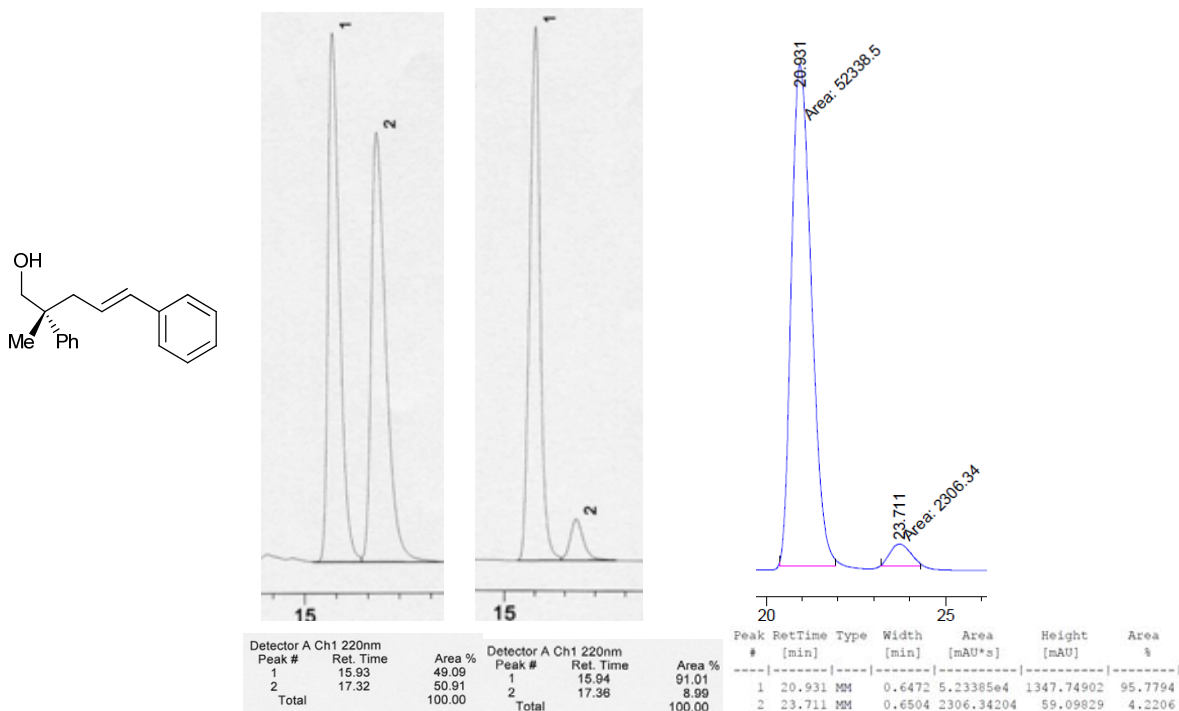 OH
Me
Ph
1
2
15
Detector A Ch1 220nm
Peak # Ret. Time Area %
1 15.93 49.09
2 17.32 50.91
Total 100.00
1
2
15
Detector A Ch1 220nm
Peak # Ret. Time Area %
1 15.94 91.01
2 17.36 8.99
Total 100.00
20.931
Area: 52338.5
23.711
Area: 2306.34
20 25
Peak RetTime Type Width Area Height Area
# [min] [min] [mAU*s] [mAU] %
----|-------|----|-------|----------|----------|--------|
1 20.931 MM 0.6472 5.23385e4 1347.74902 95.7794
2 23.711 MM 0.6504 2306.34204 59.09829 4.2206